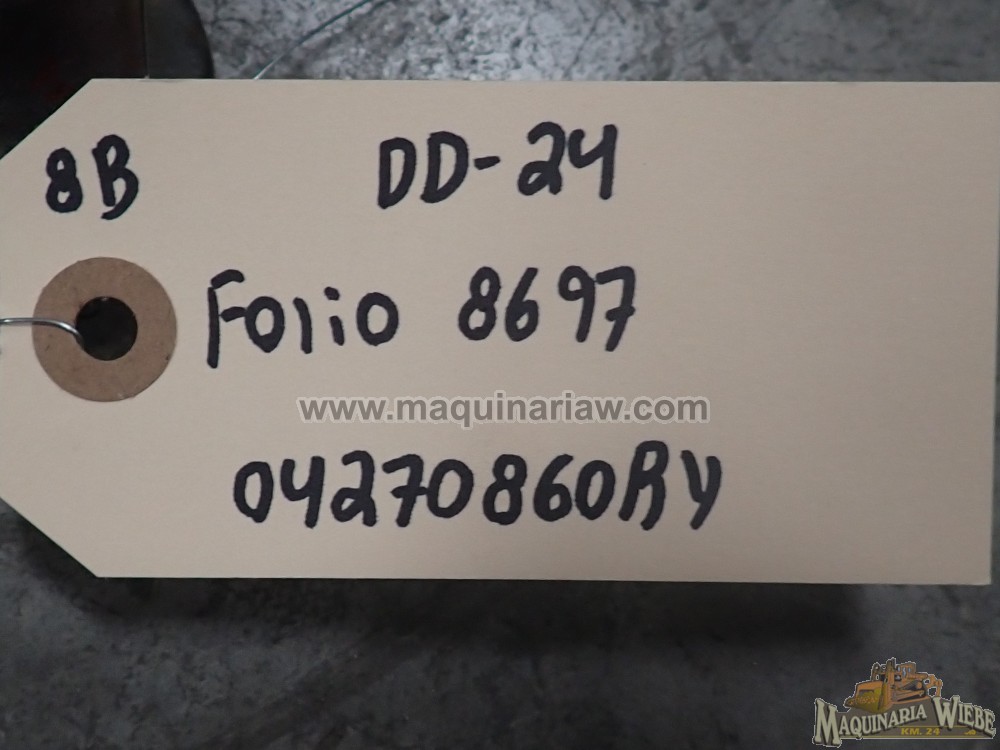 8B DD-24
Folio 8697
www.maquinariaw.com
04270860RY
MAQUINARIA WIEBE
KM. 24